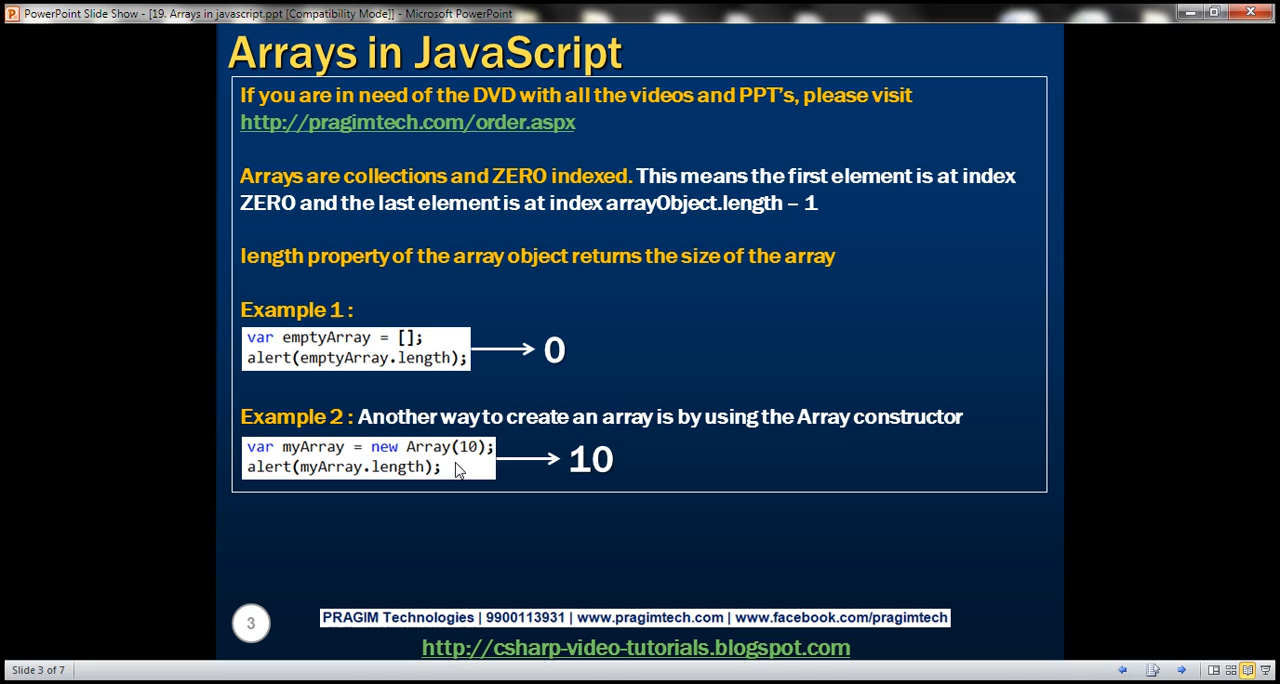 PowerPoint Slide Show - [19. Arrays in javascript.ppt [Compatibility Mode]] - Microsoft PowerPoint
Arrays in JavaScript
If you are in need of the DVD with all the videos and PPT's, please visit
http://pragimtech.com/order.aspx
Arrays are collections and ZERO indexed. This means the first element is at index
ZERO and the last element is at index arrayObject.length – 1
length property of the array object returns the size of the array
Example 1 :
var emptyArray = [];
alert(emptyArray.length);
0
Example 2 : Another way to create an array is by using the Array constructor
var myArray = new Array(10);
alert(myArray.length);
10
3
PRAGIM Technologies | 9900113931 | www.pragimtech.com | www.facebook.com/pragimtech
http://csharp-video-tutorials.blogspot.com
Slide 3 of 7